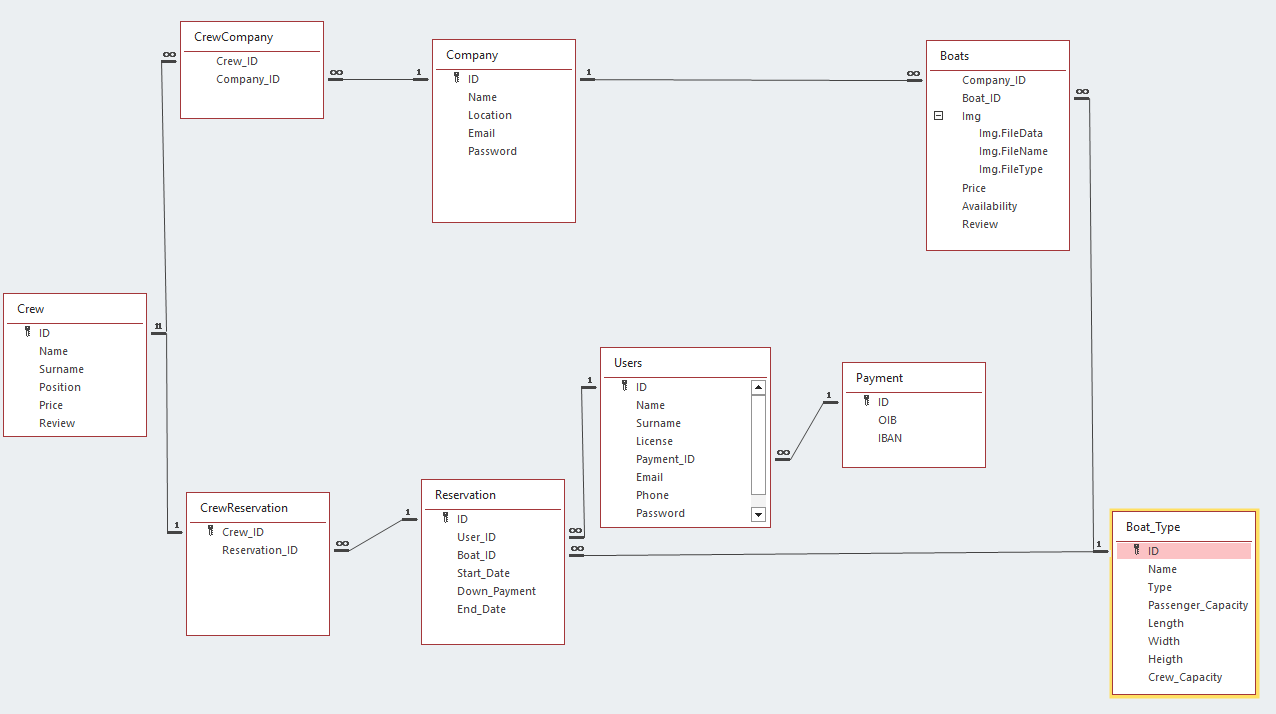 CrewCompany
Crew_ID
Company_ID
∞
∞
1
Company
ID
Name
Location
Email
Password
1
∞
Boats
Company_ID
Boat_ID
Img
Img.FileData
Img.FileName
Img.FileType
Price
Availability
Review
∞
Crew
ID
Name
Surname
Position
Price
Review
11
Users
ID
Name
Surname
License
Payment_ID
Email
Phone
Password
1
∞
1
Payment
ID
OIB
IBAN
CrewReservation
Crew_ID
Reservation_ID
1
∞
1
Reservation
ID
User_ID
Boat_ID
Start_Date
Down_Payment
End_Date
∞
∞
1
Boat_Type
ID
Name
Type
Passenger_Capacity
Length
Width
Heigth
Crew_Capacity